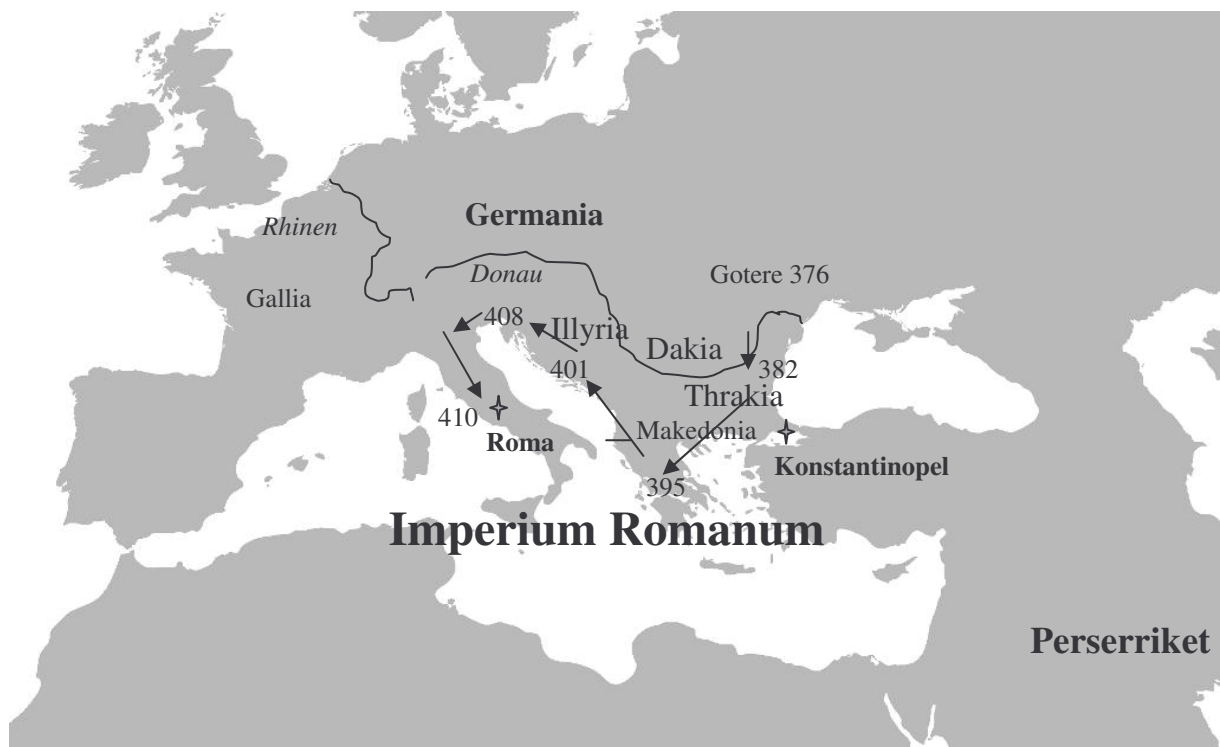 Germania
Rhinen
Donau
Gotere 376
Gallia
408
Illyria
Dakia
401
382
Thrakia
410
Roma
Makedonia
Konstantinopel
395
Imperium Romanum
Perserriket